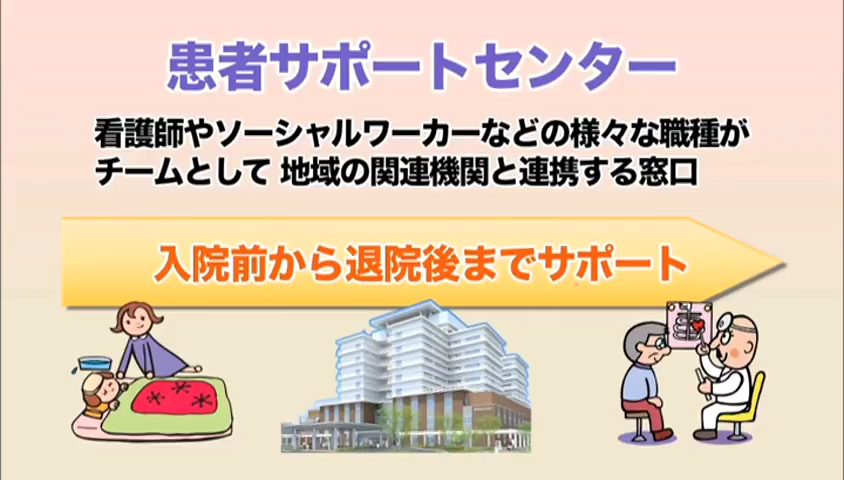 患者サポートセンター
看護師やソーシャルワーカーなどの様々な職種が
チームとして 地域の関連機関と連携する窓口
入院前から退院後までサポート